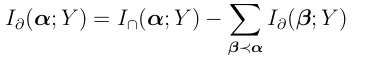 I_∂(α; Y) = I_∩(α; Y) − ∑_{β≺α} I_∂(β; Y)